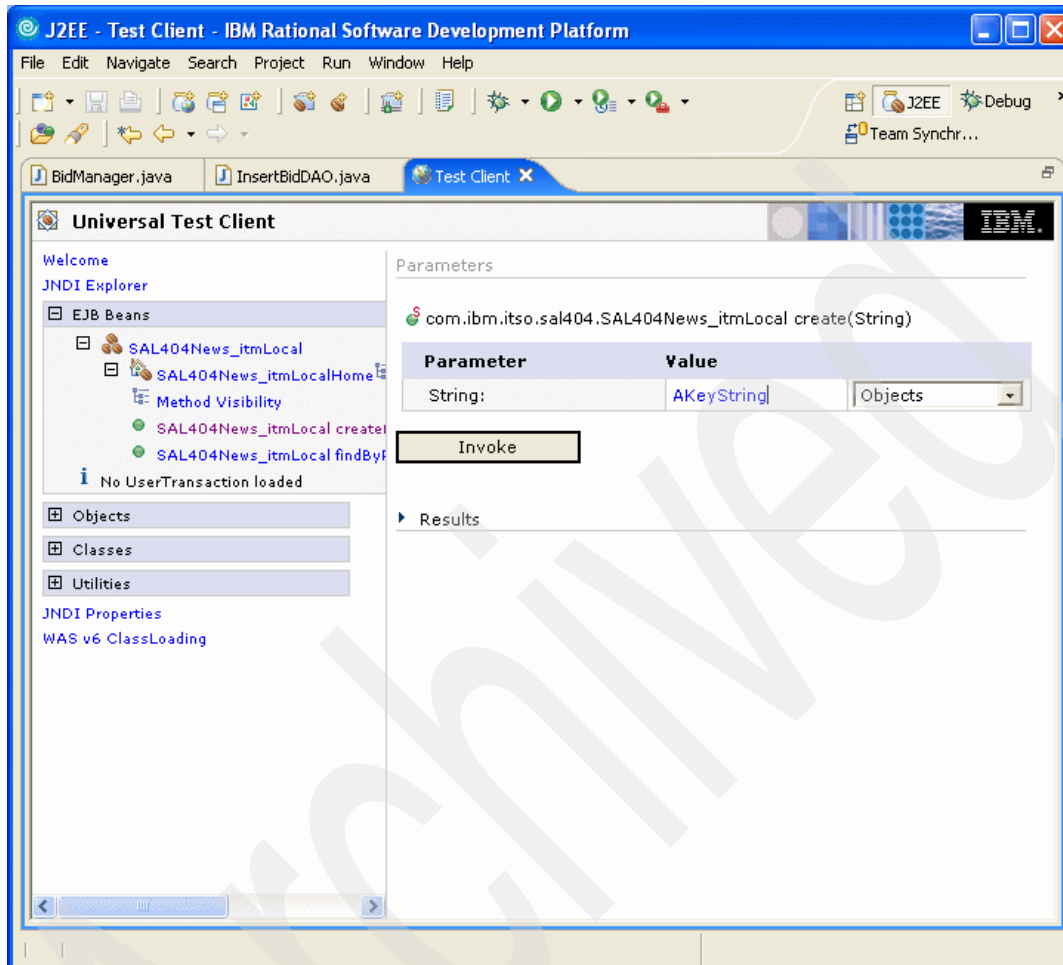 J2EE - Test Client - IBM Rational Software Development Platform
File Edit Navigate Search Project Run Window Help
J2EE Debug
Team Synchr...
BidManager.java InsertBidDAO.java Test Client
Universal Test Client IBM.
Welcome
JNDI Explorer
EJB Beans
SAL404News_itmLocal
SAL404News_itmLocalHome
Method Visibility
SAL404News_itmLocal create(
SAL404News_itmLocal findByP
No UserTransaction loaded
Objects
Classes
Utilities
JNDI Properties
WAS v6 ClassLoading
Parameters
com.ibm.itso.sal404.SAL404News_itmLocal create(String)
Parameter Value
String: AKeyString Objects
Invoke
Results
Archived